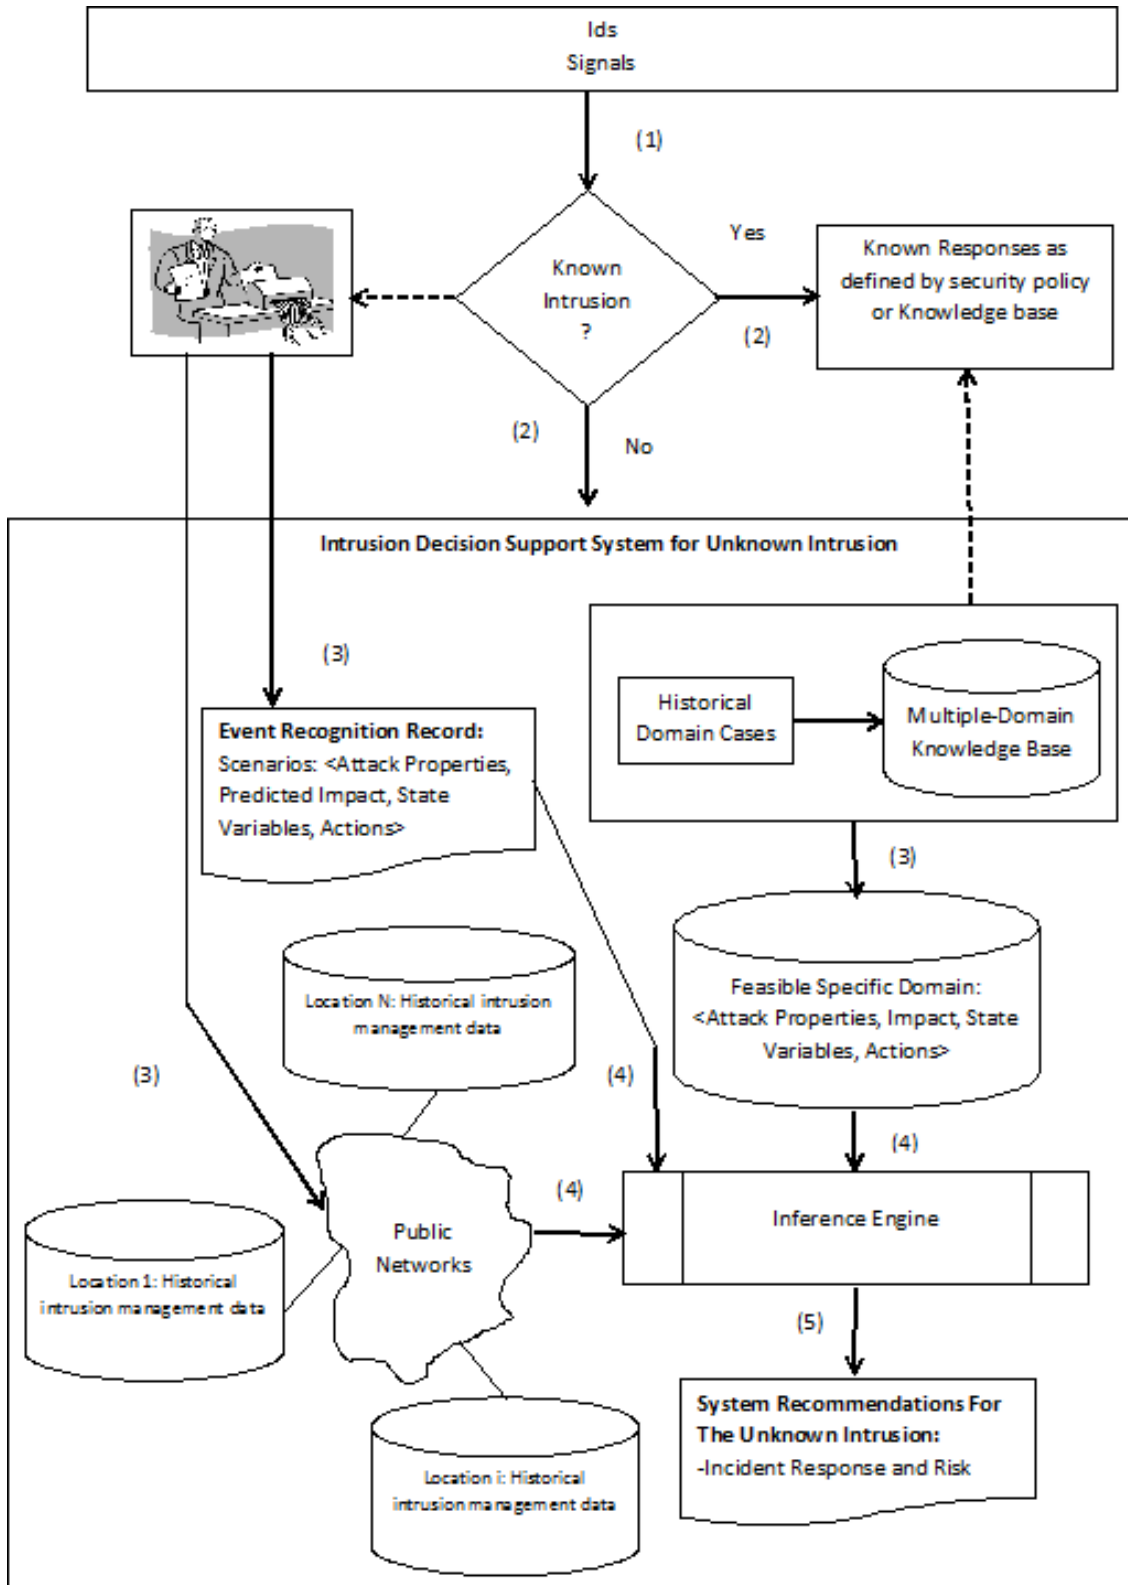 Ids
Signals
(1)
Known
Intrusion
?
Yes
(2)
Known Responses as
defined by security policy
or Knowledge base
(2)
No
Intrusion Decision Support System for Unknown Intrusion
(3)
Event Recognition Record:
Scenarios: <Attack Properties,
Predicted Impact, State
Variables, Actions>
Historical
Domain Cases
Multiple-Domain
Knowledge Base
(3)
Location N: Historical intrusion
management data
Feasible Specific Domain:
<Attack Properties, Impact, State
Variables, Actions>
(3)
(4)
(4)
(4)
Public
Networks
Inference Engine
Location 1: Historical
intrusion management data
(5)
System Recommendations For
The Unknown Intrusion:
-Incident Response and Risk
Location i: Historical
intrusion management data